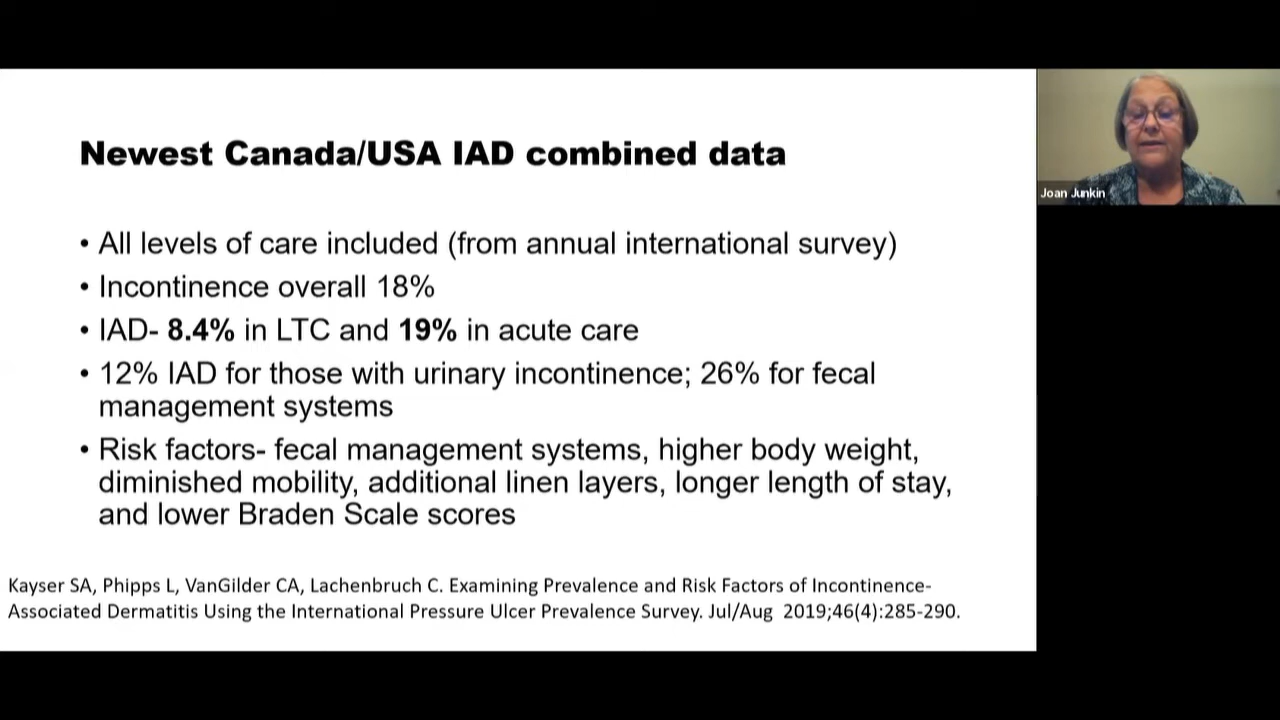 Newest Canada/USA IAD combined data
• All levels of care included (from annual international survey)
• Incontinence overall 18%
• IAD- 8.4% in LTC and 19% in acute care
• 12% IAD for those with urinary incontinence; 26% for fecal
management systems
• Risk factors- fecal management systems, higher body weight,
diminished mobility, additional linen layers, longer length of stay,
and lower Braden Scale scores
Kayser SA, Phipps L, VanGilder CA, Lachenbruch C. Examining Prevalence and Risk Factors of Incontinence-
Associated Dermatitis Using the International Pressure Ulcer Prevalence Survey. Jul/Aug 2019;46(4):285-290.
Joan Junkin